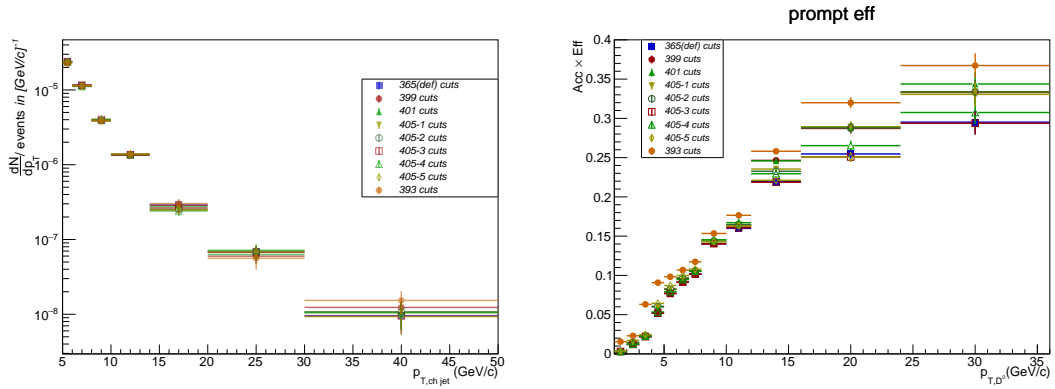 prompt eff
dN/dp_T / events in [GeV/c]^-1
10^-5
10^-6
10^-7
10^-8
5 10 15 20 25 30 35 40 45 50
p_T,ch jet (GeV/c)
365(def) cuts
399 cuts
401 cuts
405-1 cuts
405-2 cuts
405-3 cuts
405-4 cuts
405-5 cuts
393 cuts
Acc × Eff
0.4
0.35
0.3
0.25
0.2
0.15
0.1
0.05
0
5 10 15 20 25 30 35
p_T,D^0 (GeV/c)
365(def) cuts
399 cuts
401 cuts
405-1 cuts
405-2 cuts
405-3 cuts
405-4 cuts
405-5 cuts
393 cuts